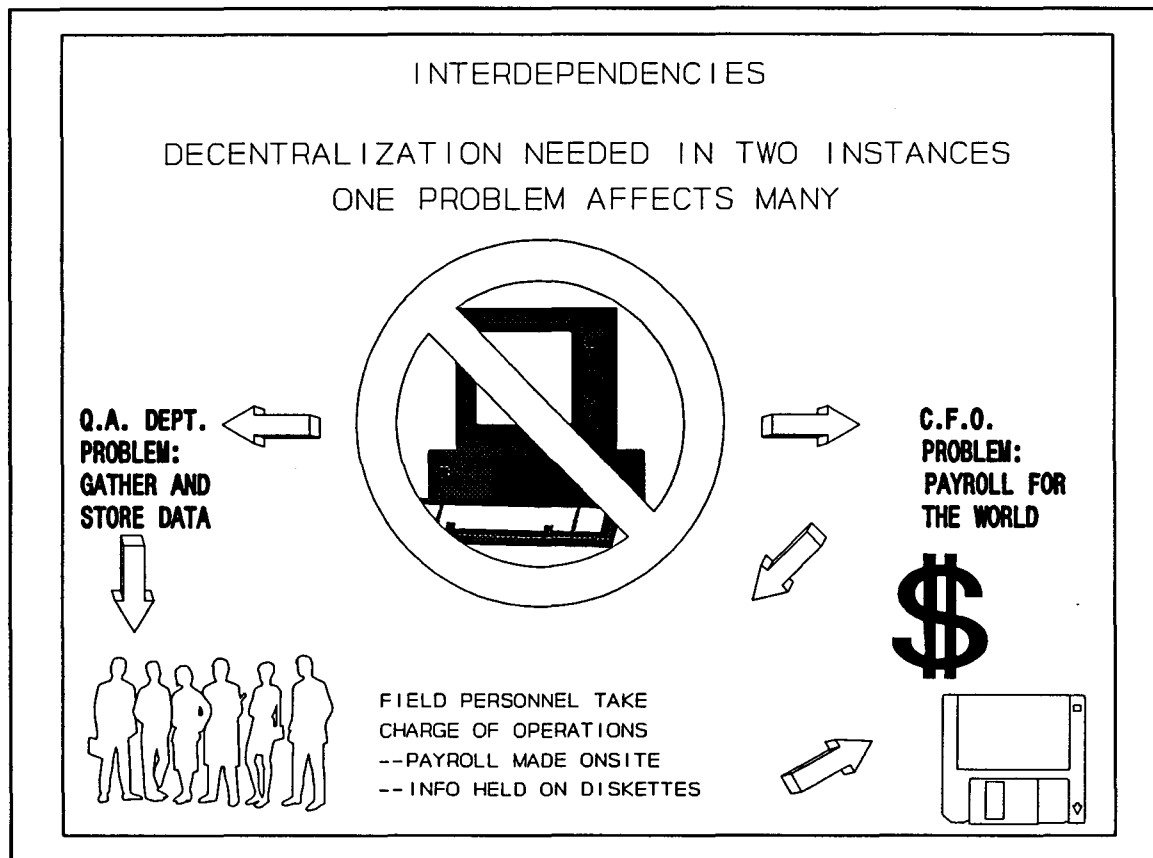 INTERDEPENDENCIES
DECENTRALIZATION NEEDED IN TWO INSTANCES
ONE PROBLEM AFFECTS MANY
Q.A. DEPT.
PROBLEM:
GATHER AND
STORE DATA
C.F.O.
PROBLEM:
PAYROLL FOR
THE WORLD
$
FIELD PERSONNEL TAKE
CHARGE OF OPERATIONS
--PAYROLL MADE ONSITE
--INFO HELD ON DISKETTES